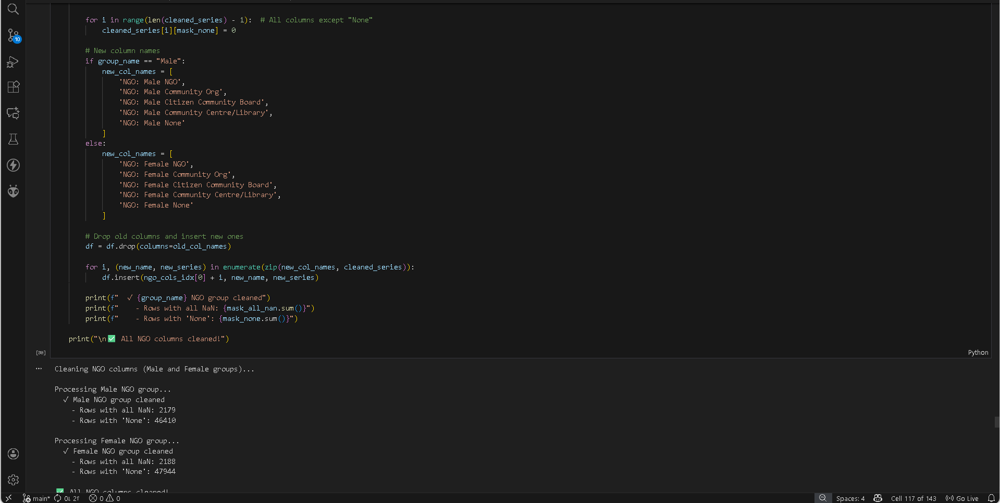 for i in range(len(cleaned_series) - 1):  # All columns except "None"
cleaned_series[i][mask_none] = 0
# New column names
if group_name == "Male":
new_col_names = [
'NGO: Male NGO',
'NGO: Male Community Org',
'NGO: Male Citizen Community Board',
'NGO: Male Community Centre/Library',
'NGO: Male None'
]
else:
new_col_names = [
'NGO: Female NGO',
'NGO: Female Community Org',
'NGO: Female Citizen Community Board',
'NGO: Female Community Centre/Library',
'NGO: Female None'
]
# Drop old columns and insert new ones
df = df.drop(columns=old_col_names)
for i, (new_name, new_series) in enumerate(zip(new_col_names, cleaned_series)):
df.insert(ngo_cols_idx[0] + i, new_name, new_series)
print(f"  ✓ {group_name} NGO group cleaned")
print(f"    - Rows with all NaN: {mask_all_nan.sum()}")
print(f"    - Rows with 'None': {mask_none.sum()}")
print("\n✅ All NGO columns cleaned!")
[80]
Python
... Cleaning NGO columns (Male and Female groups)...
Processing Male NGO group...
✓ Male NGO group cleaned
- Rows with all NaN: 2179
- Rows with 'None': 46410
Processing Female NGO group...
✓ Female NGO group cleaned
- Rows with all NaN: 2188
- Rows with 'None': 47944
✅ All NGO columns cleaned!
10
main* 0↓ 2↑ 0 0 Spaces: 4 Cell 117 of 143 Go Live